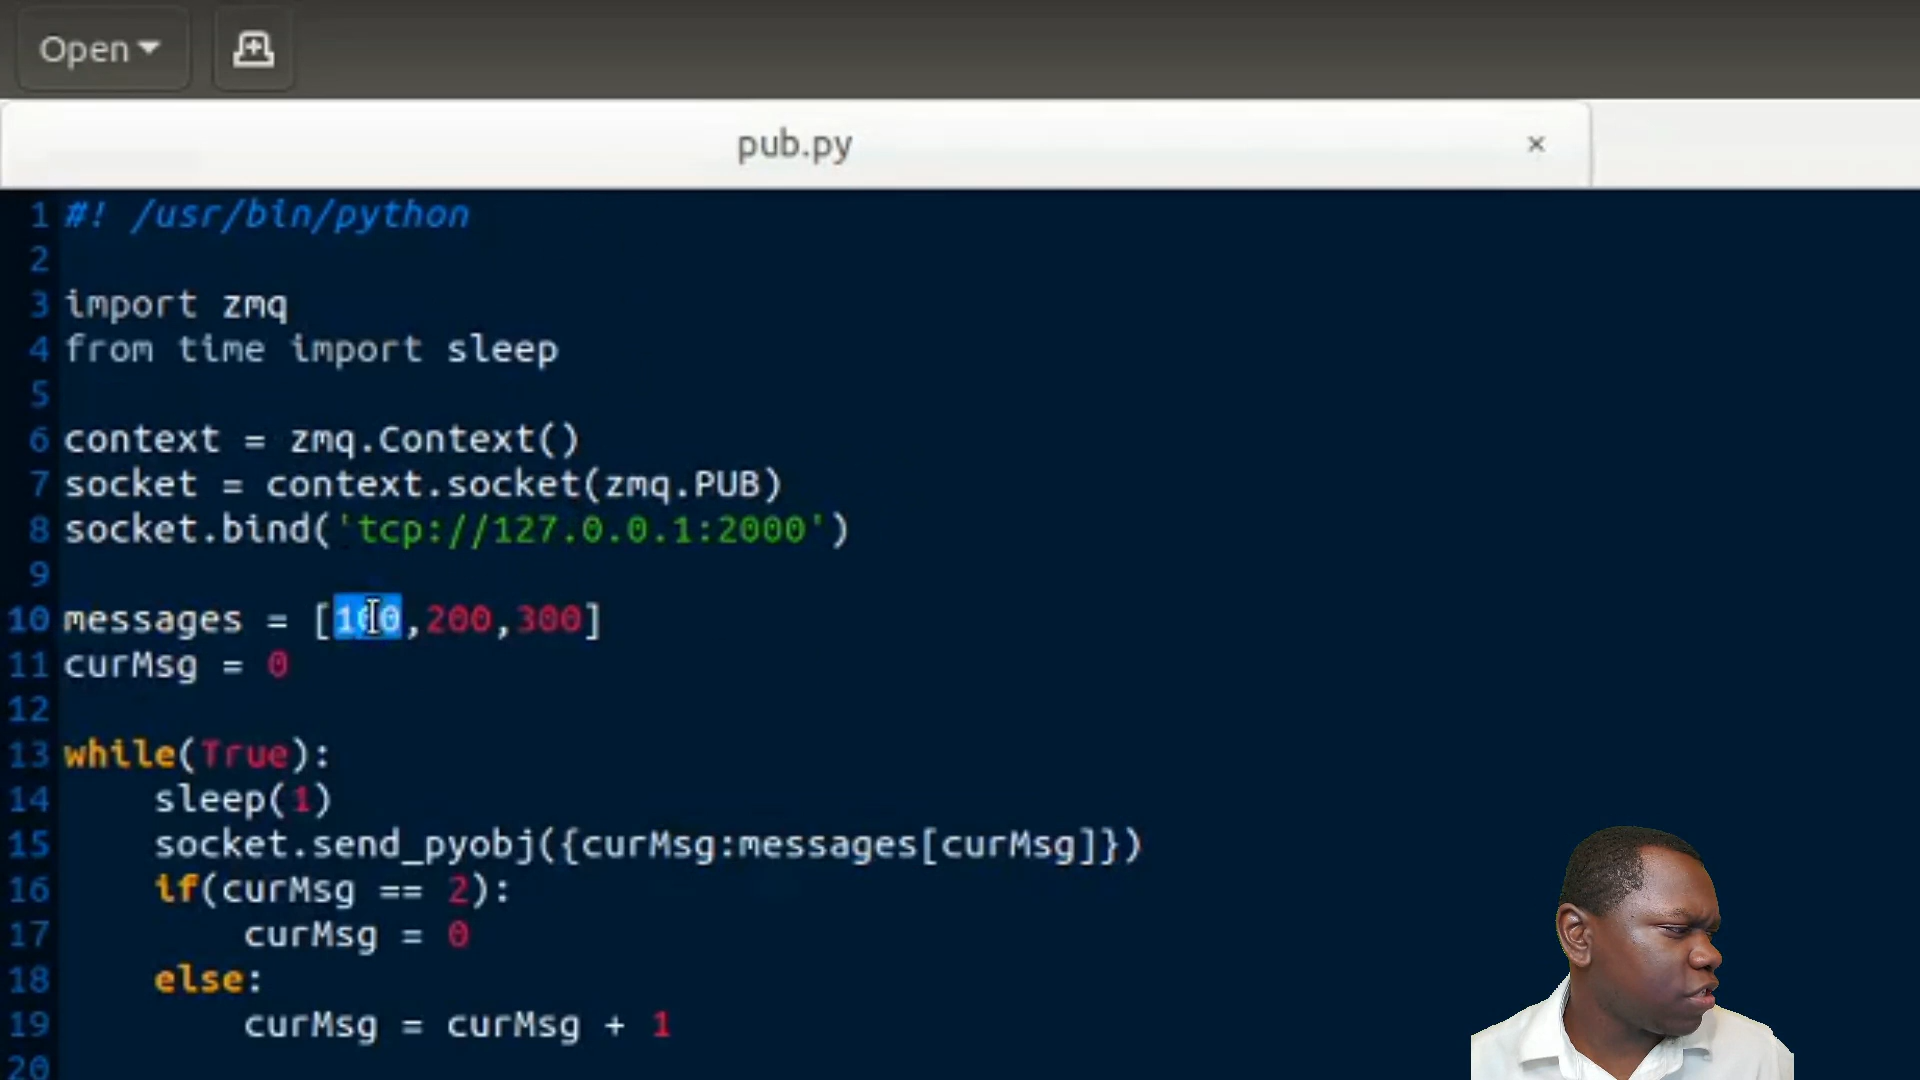 Open
pub.py ×
1 #! /usr/bin/python
2
3 import zmq
4 from time import sleep
5
6 context = zmq.Context()
7 socket = context.socket(zmq.PUB)
8 socket.bind('tcp://127.0.0.1:2000')
9
10 messages = [100,200,300]
11 curMsg = 0
12
13 while(True):
14     sleep(1)
15     socket.send_pyobj({curMsg:messages[curMsg]})
16     if(curMsg == 2):
17         curMsg = 0
18     else:
19         curMsg = curMsg + 1
20